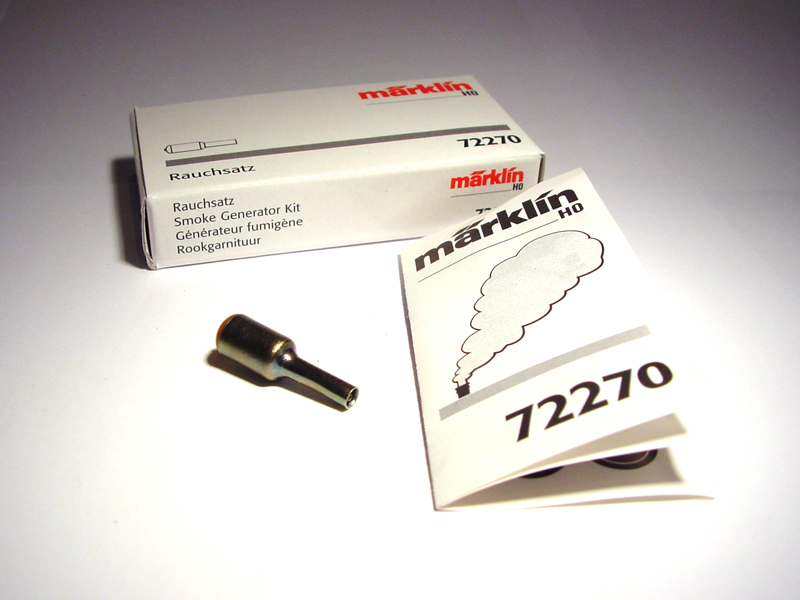 märklin
HO
72270
Rauchsatz
märklin
HO
Rauchsatz
Smoke Generator Kit
Générateur fumigène
Rookgarnituur
märklin
HO
72270